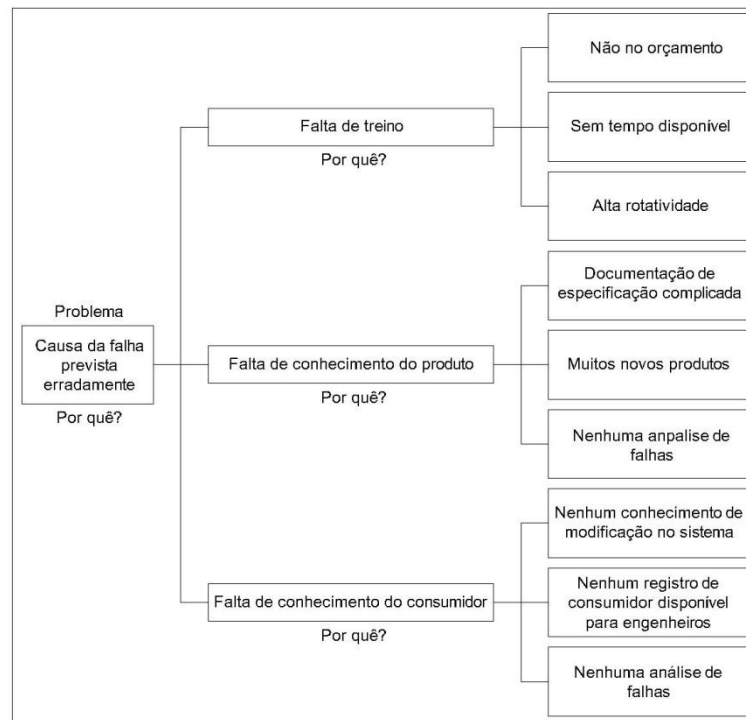 Problema
Causa da falha
prevista
erradamente
Por quê?
Falta de treino
Por quê?
Não no orçamento
Sem tempo disponível
Alta rotatividade
Falta de conhecimento do produto
Por quê?
Documentação de
especificação complicada
Muitos novos produtos
Nenhuma anpalise de
falhas
Falta de conhecimento do consumidor
Por quê?
Nenhum conhecimento de
modificação no sistema
Nenhum registro de
consumidor disponível
para engenheiros
Nenhuma análise de
falhas